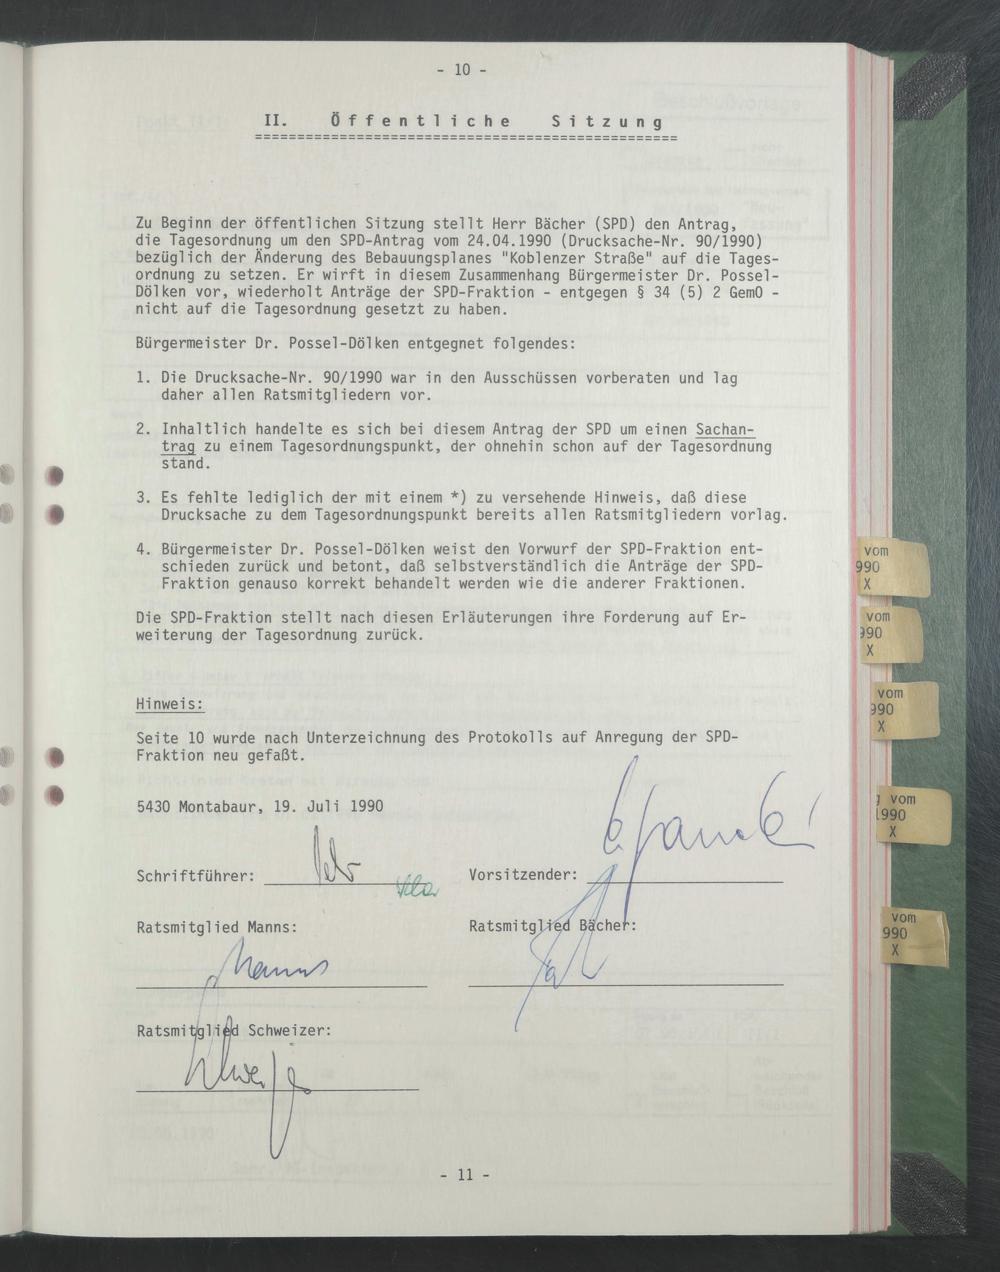 - 10 -
II. Öffentliche Sitzung
Zu Beginn der öffentlichen Sitzung stellt Herr Bächer (SPD) den Antrag,
die Tagesordnung um den SPD-Antrag vom 24.04.1990 (Drucksache-Nr. 90/1990)
bezüglich der Änderung des Bebauungsplanes "Koblenzer Straße" auf die Tages-
ordnung zu setzen. Er wirft in diesem Zusammenhang Bürgermeister Dr. Possel-
Dölken vor, wiederholt Anträge der SPD-Fraktion - entgegen § 34 (5) 2 GemO -
nicht auf die Tagesordnung gesetzt zu haben.
Bürgermeister Dr. Possel-Dölken entgegnet folgendes:
1. Die Drucksache-Nr. 90/1990 war in den Ausschüssen vorberaten und lag
daher allen Ratsmitgliedern vor.
2. Inhaltlich handelte es sich bei diesem Antrag der SPD um einen Sachan-
trag zu einem Tagesordnungspunkt, der ohnehin schon auf der Tagesordnung
stand.
3. Es fehlte lediglich der mit einem *) zu versehende Hinweis, daß diese
Drucksache zu dem Tagesordnungspunkt bereits allen Ratsmitgliedern vorlag.
4. Bürgermeister Dr. Possel-Dölken weist den Vorwurf der SPD-Fraktion ent-
schieden zurück und betont, daß selbstverständlich die Anträge der SPD-
Fraktion genauso korrekt behandelt werden wie die anderer Fraktionen.
Die SPD-Fraktion stellt nach diesen Erläuterungen ihre Forderung auf Er-
weiterung der Tagesordnung zurück.
Hinweis:
Seite 10 wurde nach Unterzeichnung des Protokolls auf Anregung der SPD-
Fraktion neu gefaßt.
5430 Montabaur, 19. Juli 1990
Schriftführer: Vorsitzender:
Ratsmitglied Manns: Ratsmitglied Bächer:
Manns
Ratsmitglied Schweizer:
- 11 -
vom
990
X
vom
990
X
vom
990
X
g vom
1990
X
vom
990
X